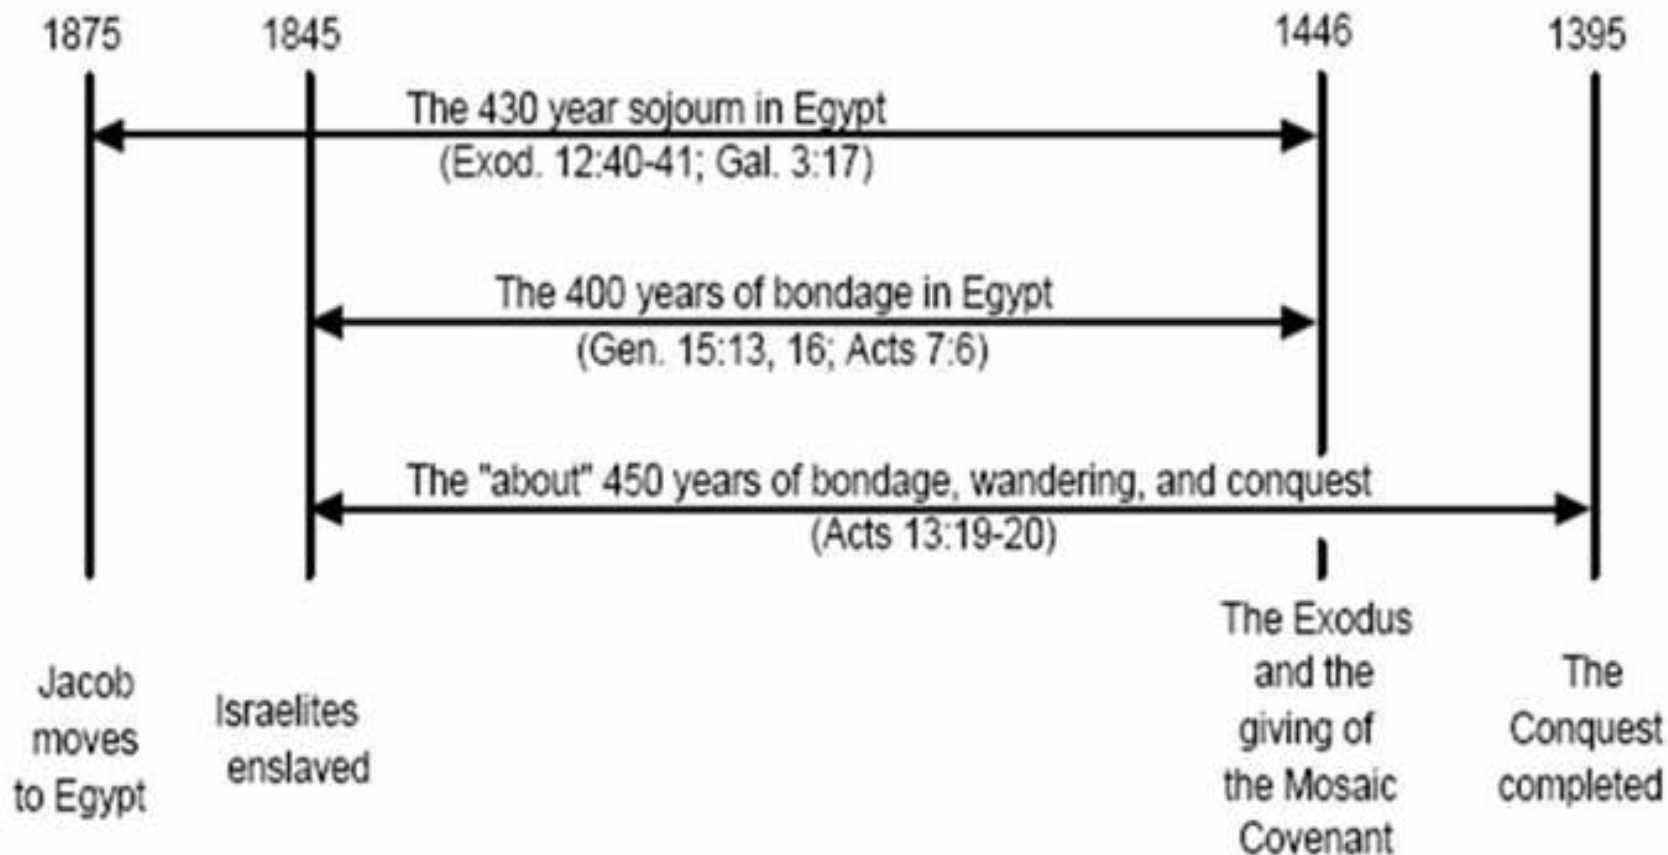 1875
1845
1446
1395
The 430 year sojourn in Egypt
(Exod. 12:40-41; Gal. 3:17)
The 400 years of bondage in Egypt
(Gen. 15:13, 16; Acts 7:6)
The "about" 450 years of bondage, wandering, and conquest
(Acts 13:19-20)
Jacob
moves
to Egypt
Israelites
enslaved
The Exodus
and the
giving of
the Mosaic
Covenant
The
Conquest
completed